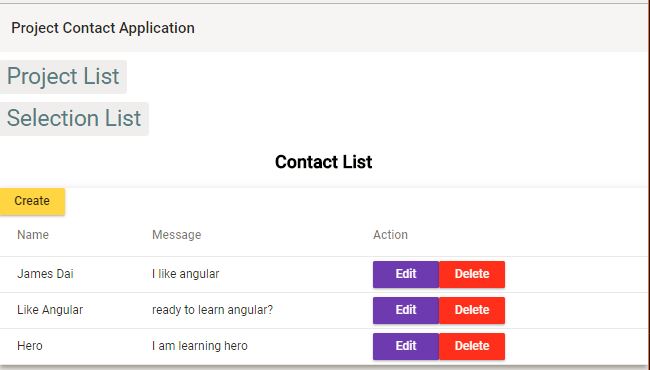 Project Contact Application
Project List
Selection List
Contact List
Create
Name Message Action
James Dai I like angular Edit Delete
Like Angular ready to learn angular? Edit Delete
Hero I am learning hero Edit Delete